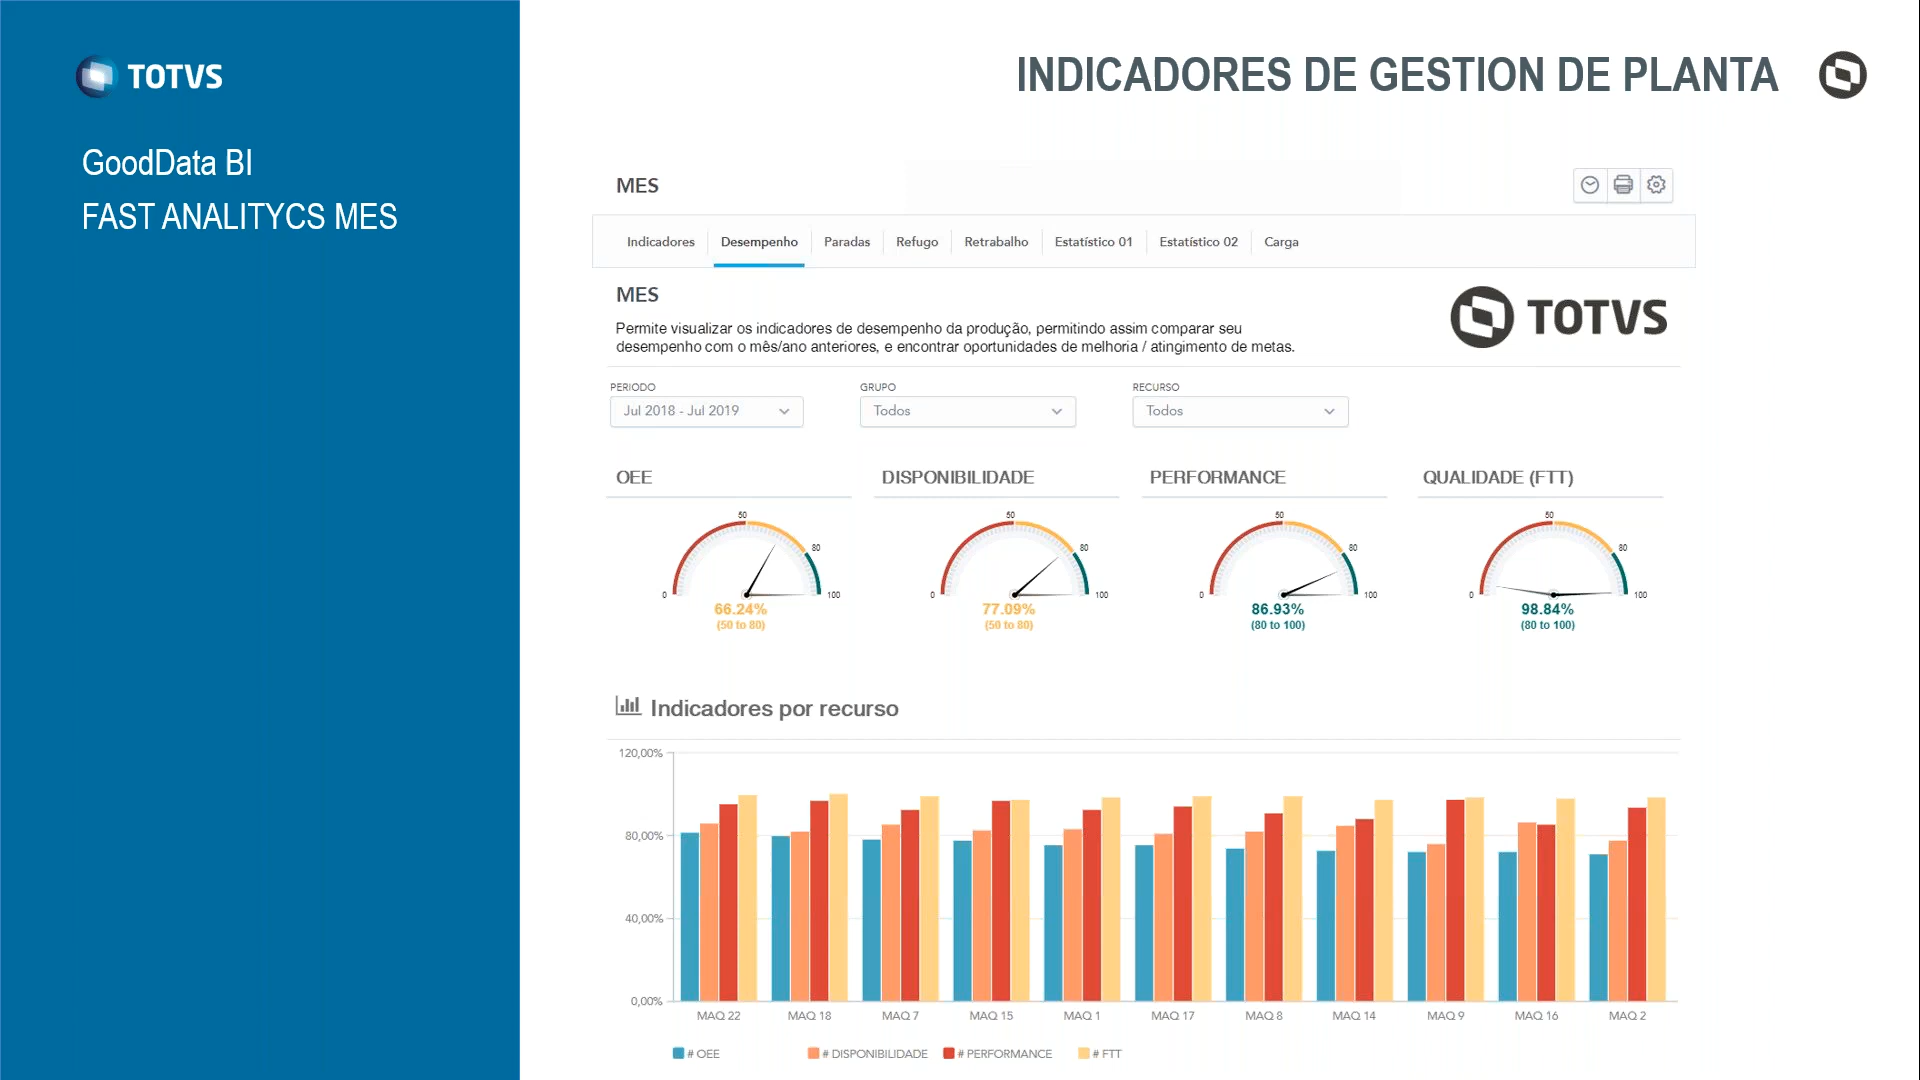 TOTVS
INDICADORES DE GESTION DE PLANTA
GoodData BI
FAST ANALITYCS MES
MES
Indicadores Desempenho Paradas Refugo Retrabalho Estatístico 01 Estatístico 02 Carga
MES
TOTVS
Permite visualizar os indicadores de desempenho da produção, permitindo assim comparar seu
desempenho com o mês/ano anteriores, e encontrar oportunidades de melhoria / atingimento de metas.
PERIODO GRUPO RECURSO
Jul 2018 - Jul 2019 Todos Todos
OEE DISPONIBILIDADE PERFORMANCE QUALIDADE (FTT)
50 50 50 50
80 80 80 80
0 100 0 100 0 100 0 100
66.24% 77.09% 86.93% 98.84%
(50 to 80) (50 to 80) (80 to 100) (80 to 100)
Indicadores por recurso
120,00%
80,00%
40,00%
0,00%
MAQ 22 MAQ 18 MAQ 7 MAQ 15 MAQ 1 MAQ 17 MAQ 8 MAQ 14 MAQ 9 MAQ 16 MAQ 2
# OEE # DISPONIBILIDADE # PERFORMANCE # FTT